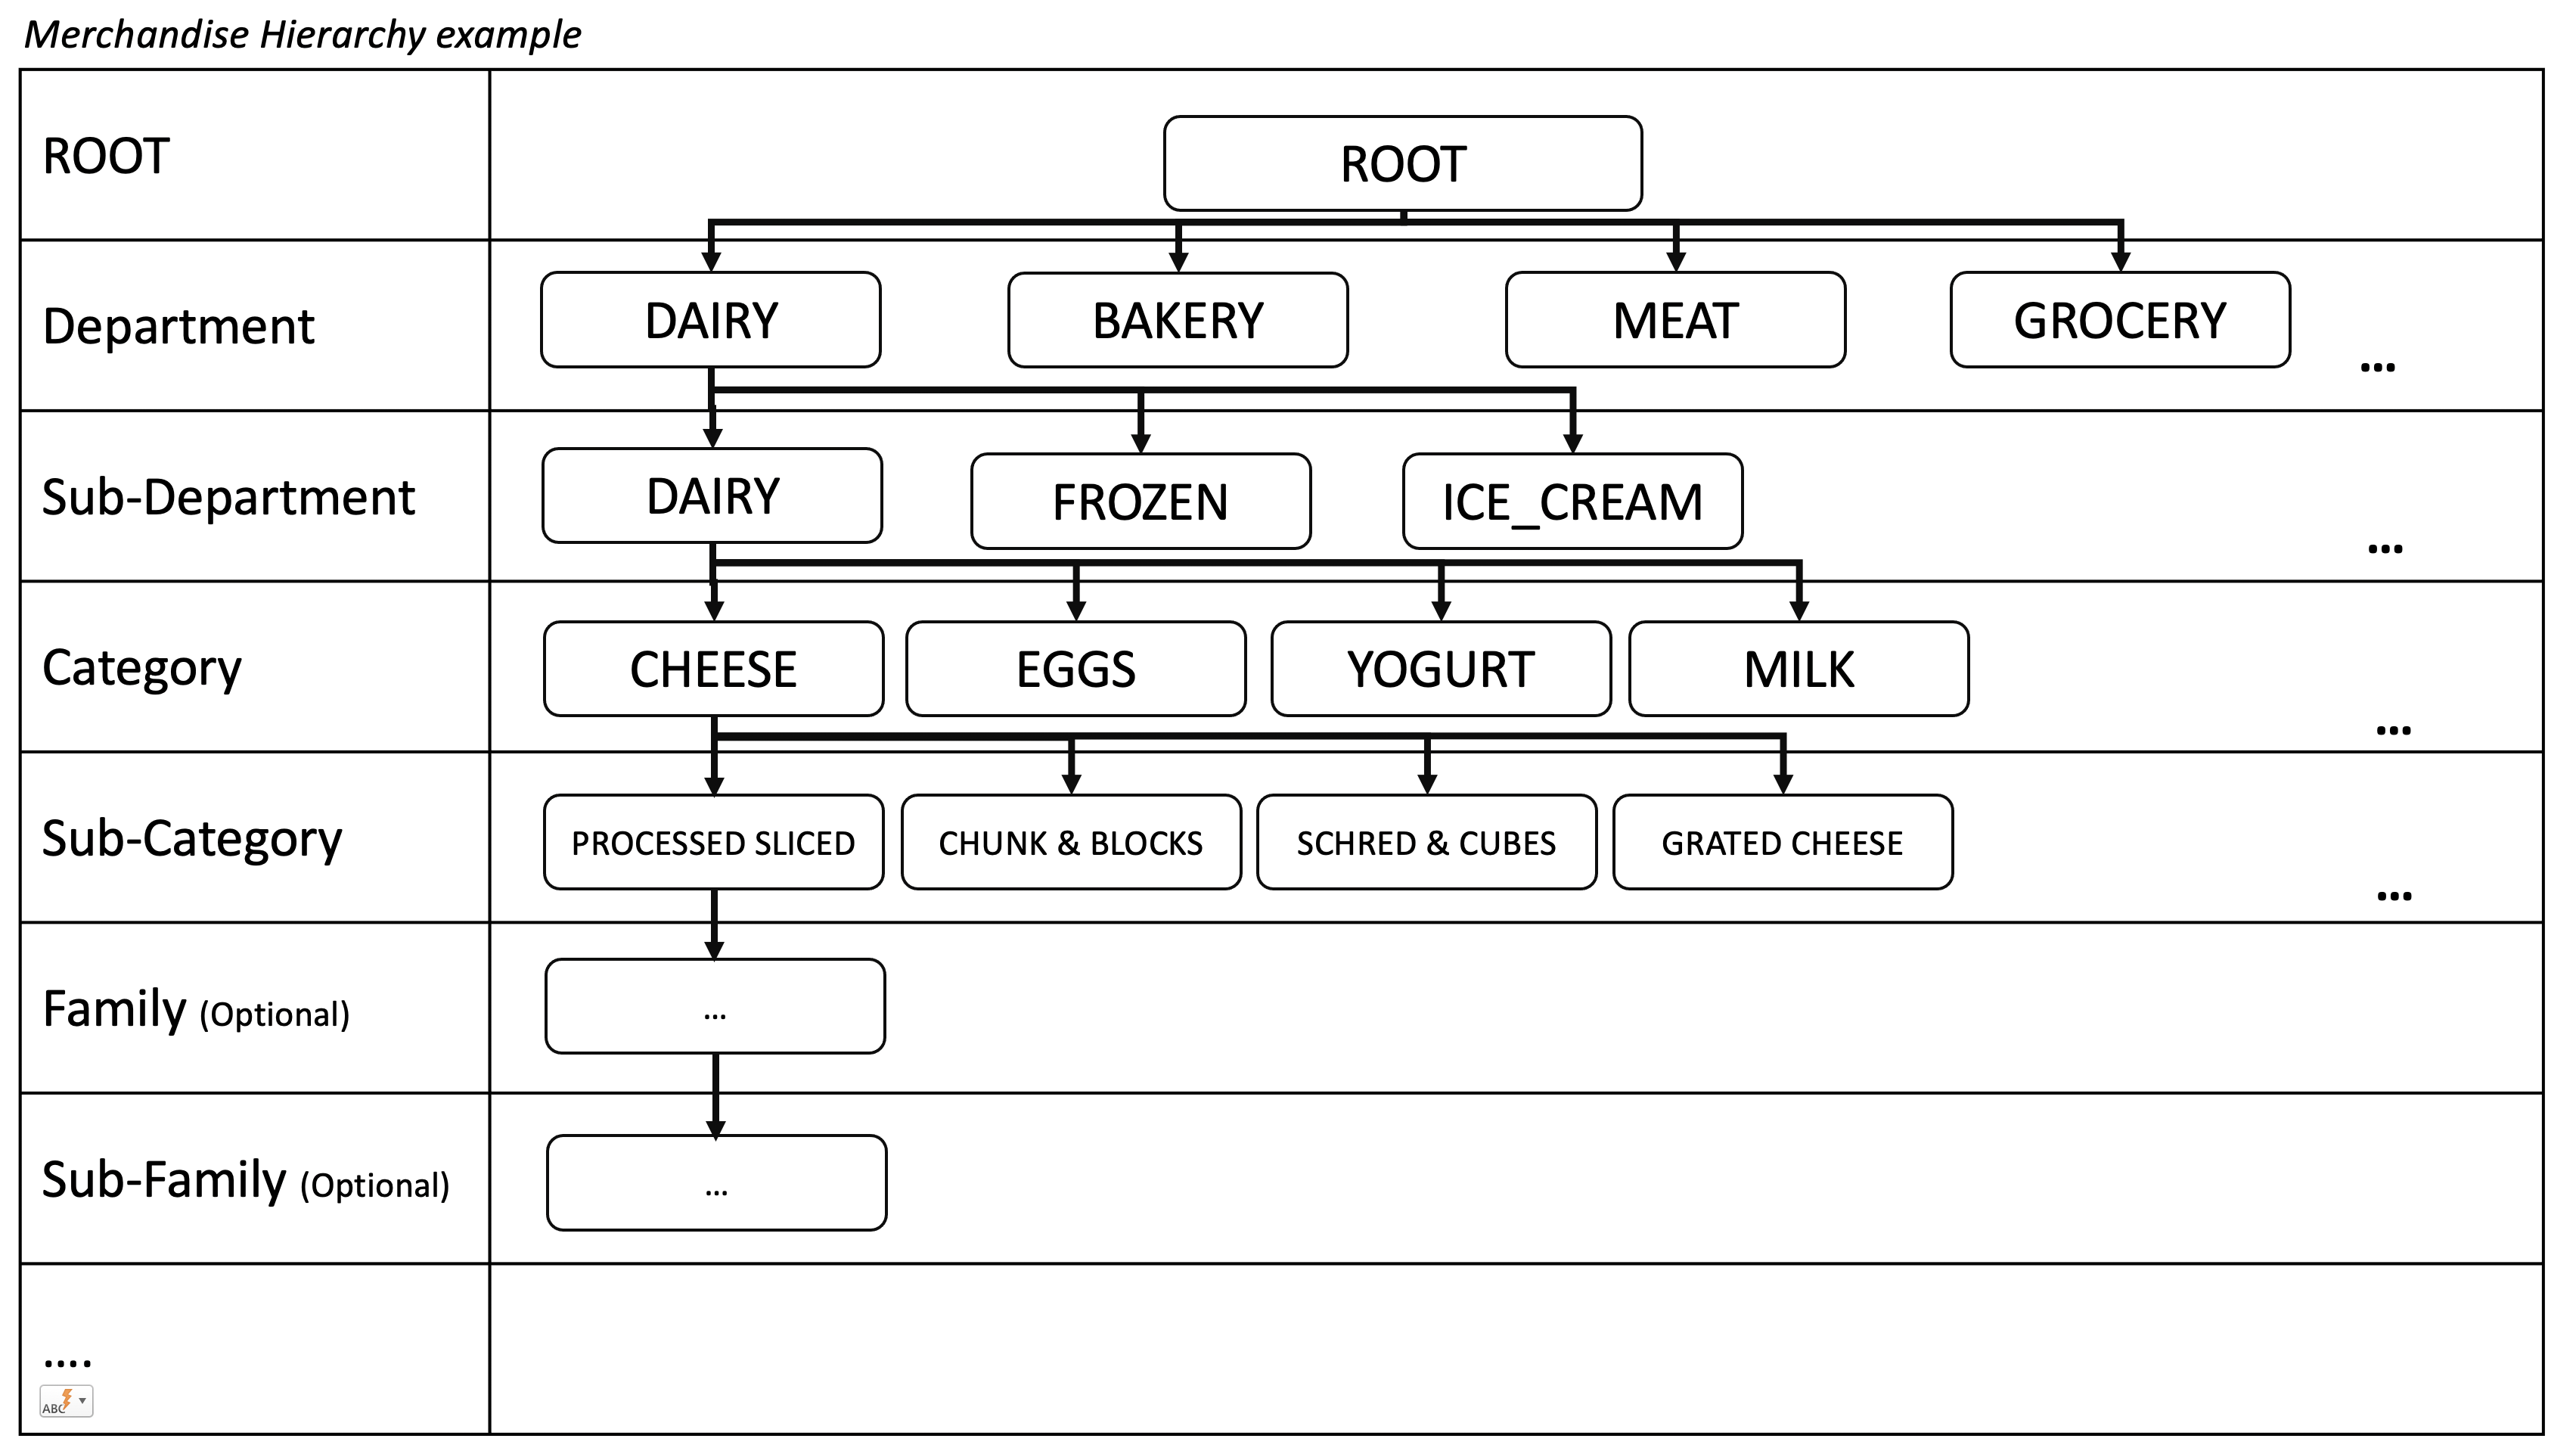 Merchandise Hierarchy example
ROOT
ROOT
Department
DAIRY
BAKERY
MEAT
GROCERY
...
Sub-Department
DAIRY
FROZEN
ICE_CREAM
...
Category
CHEESE
EGGS
YOGURT
MILK
...
Sub-Category
PROCESSED SLICED
CHUNK & BLOCKS
SCHRED & CUBES
GRATED CHEESE
...
Family (Optional)
...
Sub-Family (Optional)
...
....
ABC